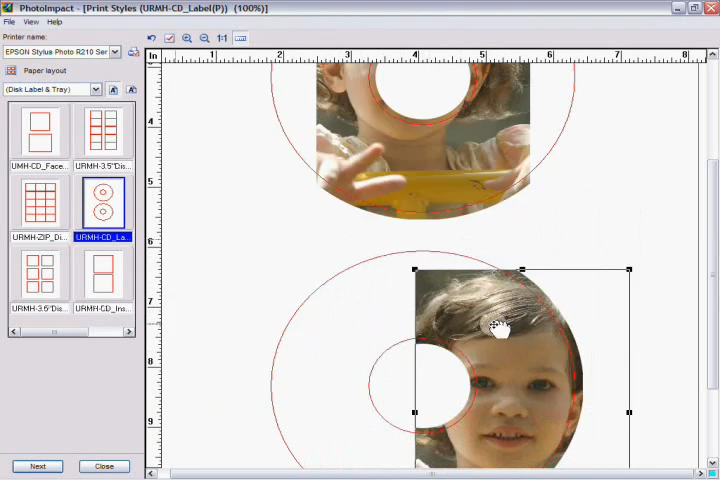 PhotoImpact - [Print Styles (URMH-CD_Label(P)) (100%)]
File View Help
Printer name:
EPSON Stylus Photo R210 Ser
Paper layout
(Disk Label & Tray)
1:1
In 1 2 3 4 5 6 7 8
UMH-CD_Face... URMH-3.5"Dis...
4
5
URMH-ZIP_Di... URMH-CD_La...
6
7
URMH-3.5"Dis... URMH-CD_Ins...
8
9
Next Close